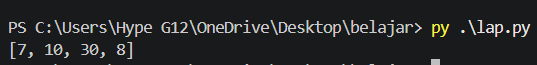 PS C:\Users\Hype G12\OneDrive\Desktop\belajar> py .\lap.py
[7, 10, 30, 8]